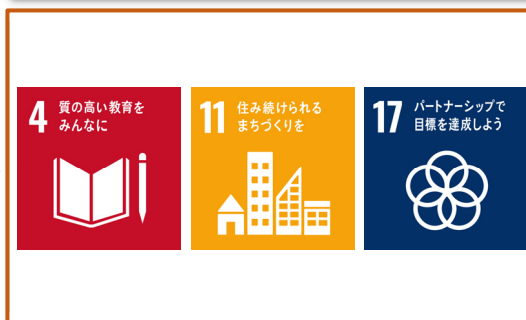 4 質の高い教育を
みんなに
11 住み続けられる
まちづくりを
17 パートナーシップで
目標を達成しよう